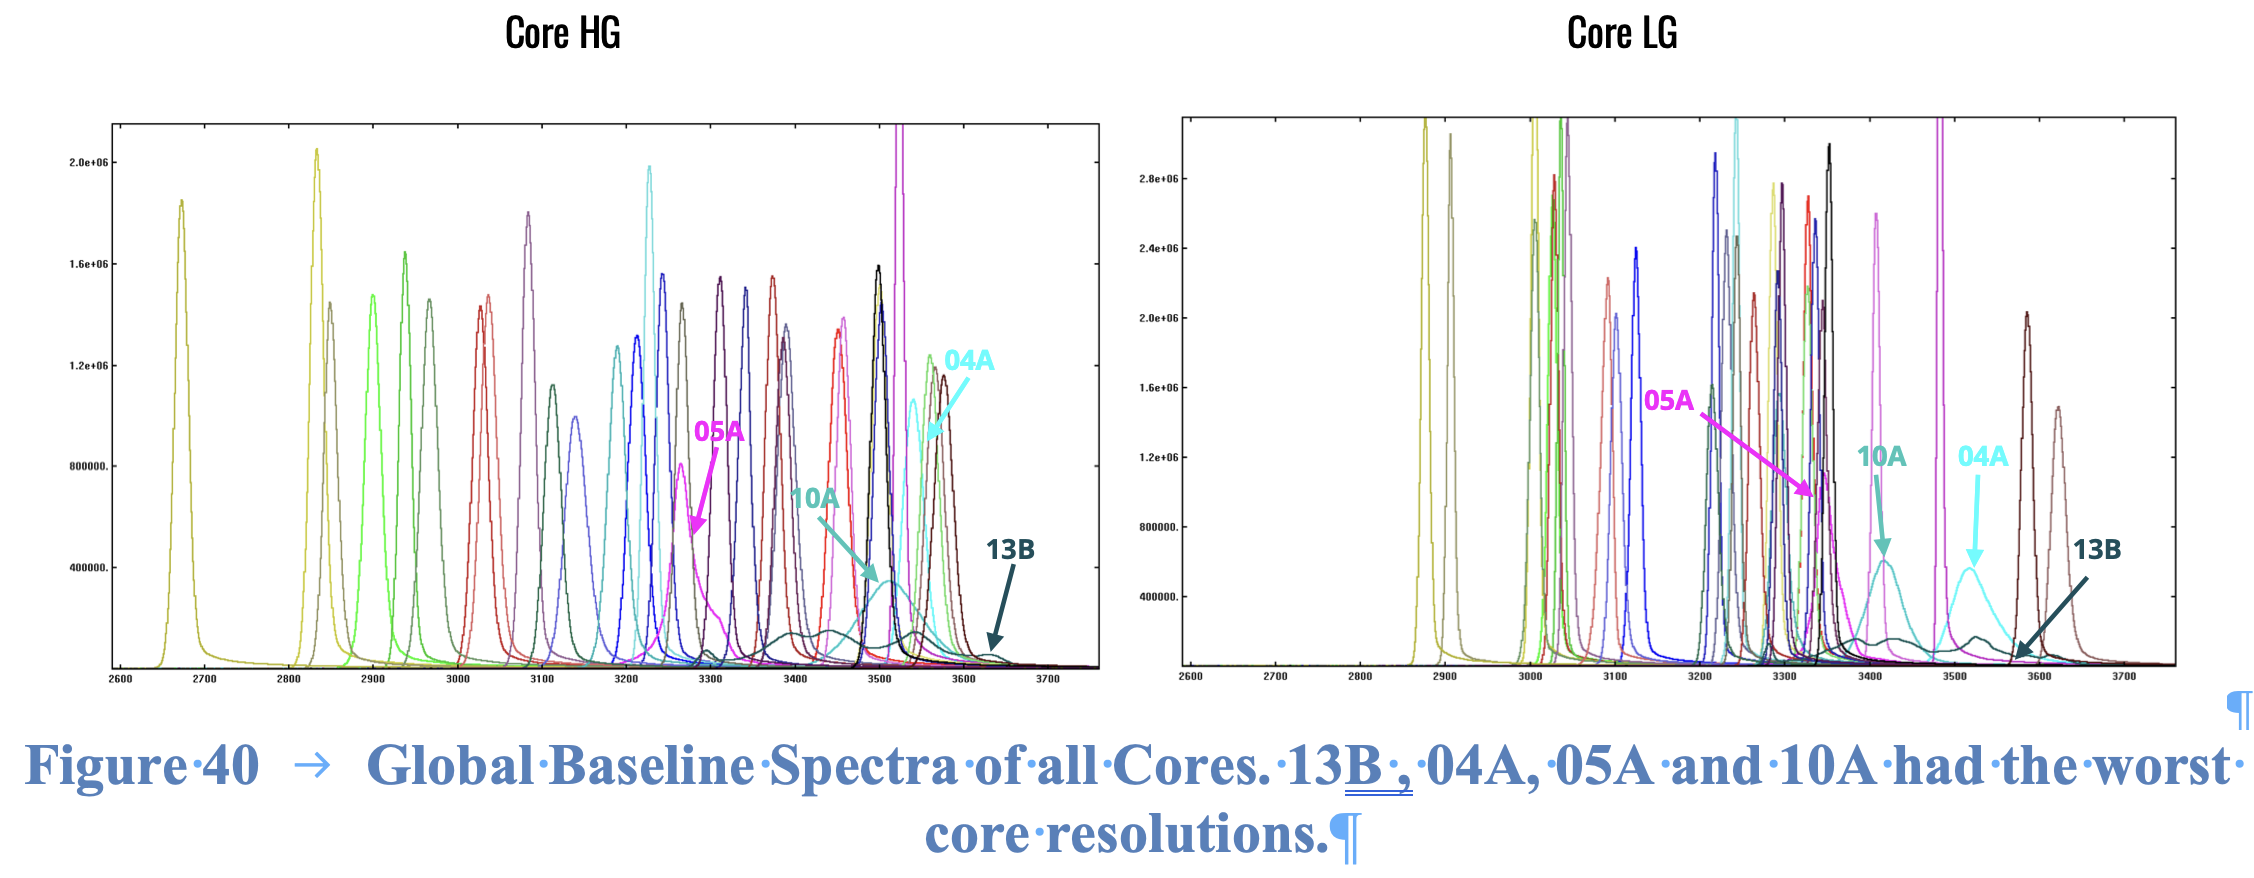 Core HG
Core LG
2.0e+06
1.6e+06
1.2e+06
800000.
400000.
2600 2700 2800 2900 3000 3100 3200 3300 3400 3500 3600 3700
04A
05A
10A
13B
2.8e+06
2.4e+06
2.0e+06
1.6e+06
1.2e+06
800000.
400000.
2600 2700 2800 2900 3000 3100 3200 3300 3400 3500 3600 3700
05A
10A
04A
13B
¶
Figure·40 → Global·Baseline·Spectra·of·all·Cores.·13B·,·04A,·05A·and·10A·had·the·worst·
core·resolutions.¶